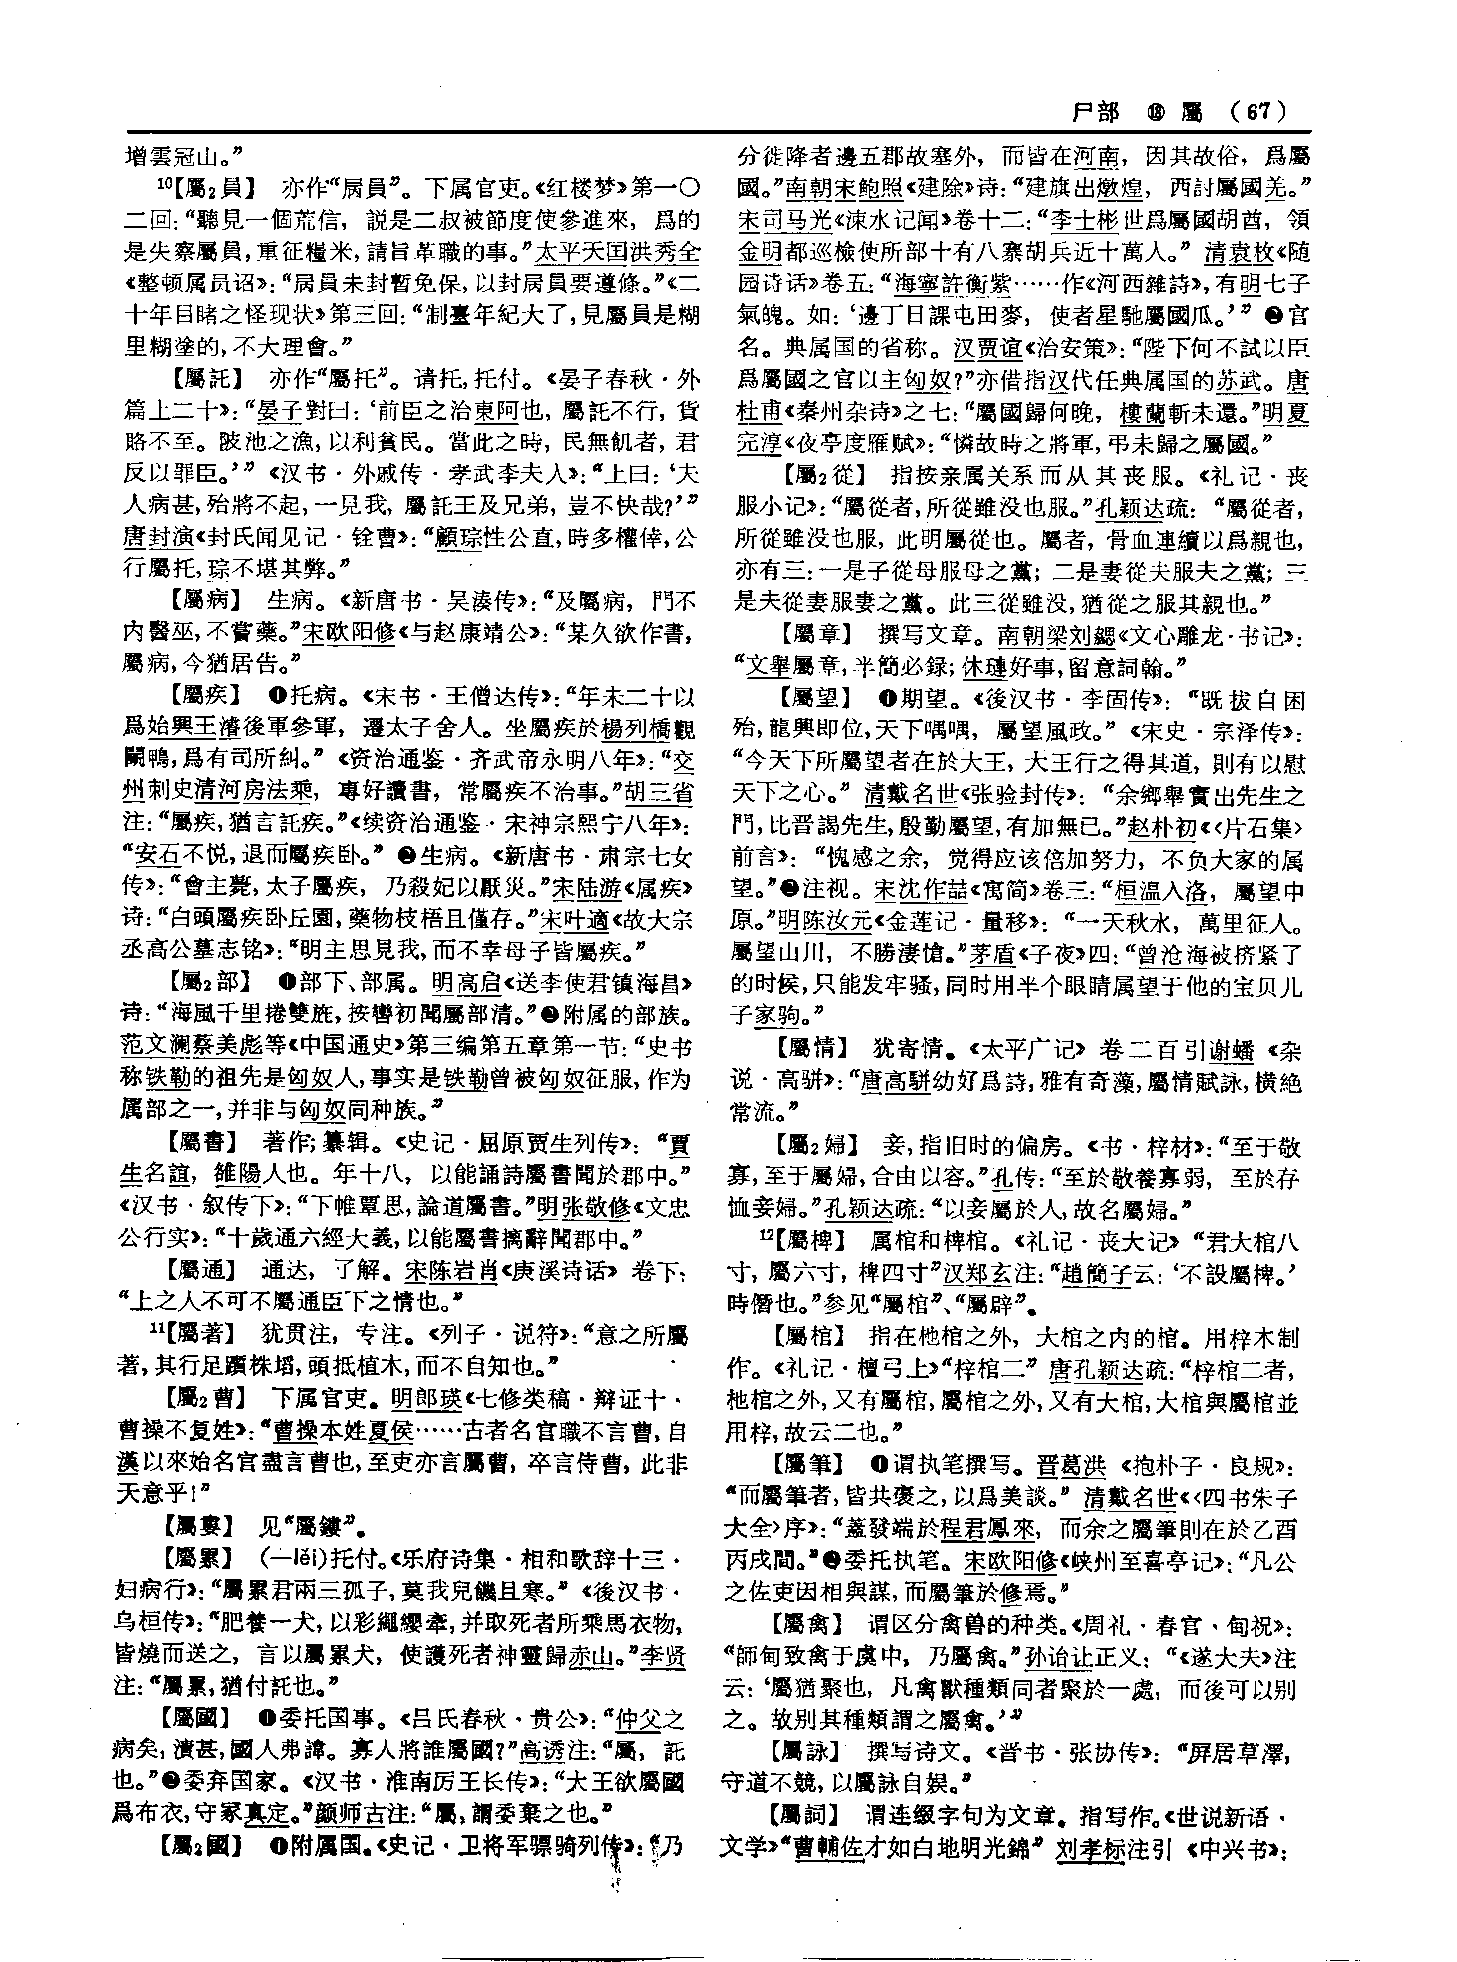 尸部 ⑱ 屬 (67)
增雲冠山。”
¹⁰【屬₂員】 亦作“屙員”。下属官吏。《红楼梦》第一〇
二回：“聽見一個荒信，説是二叔被節度使參進來，爲的
是失察屬員，重征糧米，請旨革職的事。”太平天囯洪秀全
《整顿属员诏》：“屙員未封暫免保，以封屙員要遵條。”《二
十年目睹之怪现状》第三回：“制臺年紀大了，見屬員是糊
里糊塗的，不大理會。”
【屬託】 亦作“屬托”。请托，托付。《晏子春秋·外
篇上二十》：“晏子對曰：‘前臣之治東阿也，屬託不行，貨
賂不至。陂池之漁，以利貧民。當此之時，民無飢者，君
反以罪臣。’”《汉书·外戚传·孝武李夫人》：“上曰：‘夫
人病甚，殆將不起，一見我，屬託王及兄弟，豈不快哉？’”
唐封演《封氏闻见记·铨曹》：“顧琮性公直，時多權倖，公
行屬托，琮不堪其弊。”
【屬病】 生病。《新唐书·吴凑传》：“及屬病，門不
内醫巫，不嘗藥。”宋欧阳修《与赵康靖公》：“某久欲作書，
屬病，今猶居告。”
【屬疾】 ❶托病。《宋书·王僧达传》：“年未二十以
爲始興王濬後軍參軍，遷太子舍人。坐屬疾於楊列橋觀
鬭鴨，爲有司所糾。”《资治通鉴·齐武帝永明八年》：“交
州刺史清河房法乘，專好讀書，常屬疾不治事。”胡三省
注：“屬疾，猶言託疾。”《续资治通鉴·宋神宗熙宁八年》：
“安石不悦，退而屬疾卧。”❷生病。《新唐书·肃宗七女
传》：“會主薨，太子屬疾，乃殺妃以厭災。”宋陆游《属疾》
诗：“白頭屬疾卧丘園，藥物枝梧且僅存。”宋叶適《故大宗
丞高公墓志铭》：“明主思見我，而不幸母子皆屬疾。”
【屬₂部】 ❶部下、部属。明高启《送李使君镇海昌》
诗：“海風千里捲雙旌，按轡初聞屬部清。”❷附属的部族。
范文澜蔡美彪等《中国通史》第三编第五章第一节：“史书
称铁勒的祖先是匈奴人，事实是铁勒曾被匈奴征服，作为
属部之一，并非与匈奴同种族。”
【屬書】 著作；纂辑。《史记·屈原贾生列传》：“賈
生名誼，雒陽人也。年十八，以能誦詩屬書聞於郡中。”
《汉书·叙传下》：“下帷覃思，論道屬書。”明张敬修《文忠
公行实》：“十歲通六經大義，以能屬書摛辭聞郡中。”
【屬通】 通达，了解。宋陈岩肖《庚溪诗话》卷下：
“上之人不可不屬通臣下之情也。”
¹¹【屬著】 犹贯注，专注。《列子·说符》：“意之所屬
著，其行足躓株埳，頭抵植木，而不自知也。”
【屬₂曹】 下属官吏。明郎瑛《七修类稿·辩证十·
曹操不复姓》：“曹操本姓夏侯……古者名官職不言曹，自
漢以來始名官盡言曹也，至吏亦言屬曹，卒言侍曹，此非
天意乎！”
【屬婁】 见“屬鏤”。
【屬累】 （—lěi）托付。《乐府诗集·相和歌辞十三·
妇病行》：“屬累君兩三孤子，莫我兒饑且寒。”《後汉书·
乌桓传》：“肥養一犬，以彩繩纓牽，并取死者所乘馬衣物，
皆燒而送之，言以屬累犬，使護死者神靈歸赤山。”李贤
注：“屬累，猶付託也。”
【屬國】 ❶委托国事。《吕氏春秋·贵公》：“仲父之
病矣，漬甚，國人弗諱。寡人將誰屬國？”高诱注：“屬，託
也。”❷委弃国家。《汉书·淮南厉王长传》：“大王欲屬國
爲布衣，守冢真定。”颜师古注：“屬，謂委棄之也。”
【屬₂國】 ❶附属国。《史记·卫将军骠骑列传》：“乃
分徙降者邊五郡故塞外，而皆在河南，因其故俗，爲屬
國。”南朝宋鲍照《建除》诗：“建旗出燉煌，西討屬國羌。”
宋司马光《涑水记闻》卷十二：“李士彬世爲屬國胡酋，領
金明都巡檢使所部十有八寨胡兵近十萬人。”清袁枚《随
园诗话》卷五：“海寧許衡紫……作《河西雜詩》，有明七子
氣魄。如：‘邊丁日課屯田麥，使者星馳屬國瓜。’”❷官
名。典属国的省称。汉贾谊《治安策》：“陛下何不試以臣
爲屬國之官以主匈奴？”亦借指汉代任典属国的苏武。唐
杜甫《秦州杂诗》之七：“屬國歸何晚，樓蘭斬未還。”明夏
完淳《夜亭度雁赋》：“憐故時之將軍，弔未歸之屬國。”
【屬₂從】 指按亲属关系而从其丧服。《礼记·丧
服小记》：“屬從者，所從雖没也服。”孔颖达疏：“屬從者，
所從雖没也服，此明屬從也。屬者，骨血連續以爲親也，
亦有三：一是子從母服母之黨；二是妻從夫服夫之黨；三
是夫從妻服妻之黨。此三從雖没，猶從之服其親也。”
【屬章】 撰写文章。南朝梁刘勰《文心雕龙·书记》：
“文舉屬章，半簡必録；休璉好事，留意詞翰。”
【屬望】 ❶期望。《後汉书·李固传》：“既拔自困
殆，龍興即位，天下喁喁，屬望風政。”《宋史·宗泽传》：
“今天下所屬望者在於大王，大王行之得其道，則有以慰
天下之心。”清戴名世《张验封传》：“余鄉舉實出先生之
門，比晋謁先生，殷勤屬望，有加無已。”赵朴初《〈片石集〉
前言》：“愧感之余，觉得应该倍加努力，不负大家的属
望。”❷注视。宋沈作喆《寓简》卷三：“桓温入洛，屬望中
原。”明陈汝元《金莲记·量移》：“一天秋水，萬里征人。
屬望山川，不勝淒愴。”茅盾《子夜》四：“曾沧海被挤紧了
的时候，只能发牢骚，同时用半个眼睛属望于他的宝贝儿
子家驹。”
【屬情】 犹寄情。《太平广记》卷二百引谢蟠《杂
说·高骈》：“唐高駢幼好爲詩，雅有奇藻，屬情賦詠，横絶
常流。”
【屬₂婦】 妾，指旧时的偏房。《书·梓材》：“至于敬
寡，至于屬婦，合由以容。”孔传：“至於敬養寡弱，至於存
恤妾婦。”孔颖达疏：“以妾屬於人，故名屬婦。”
¹²【屬椑】 属棺和椑棺。《礼记·丧大记》“君大棺八
寸，屬六寸，椑四寸”汉郑玄注：“趙簡子云：‘不設屬椑。’
時僭也。”参见“屬棺”、“屬辟”。
【屬棺】 指在杝棺之外，大棺之内的棺。用梓木制
作。《礼记·檀弓上》“梓棺二”唐孔颖达疏：“梓棺二者，
杝棺之外，又有屬棺，屬棺之外，又有大棺，大棺與屬棺並
用梓，故云二也。”
【屬筆】 ❶谓执笔撰写。晋葛洪《抱朴子·良规》：
“而屬筆者，皆共褒之，以爲美談。”清戴名世《〈四书朱子
大全〉序》：“蓋發端於程君鳳來，而余之屬筆則在於乙酉
丙戌間。”❷委托执笔。宋欧阳修《峡州至喜亭记》：“凡公
之佐吏因相與謀，而屬筆於修焉。”
【屬禽】 谓区分禽兽的种类。《周礼·春官·甸祝》：
“師甸致禽于虞中，乃屬禽。”孙诒让正义：“《遂大夫》注
云：‘屬猶聚也，凡禽獸種類同者聚於一處，而後可以别
之。故别其種類謂之屬禽。’”
【屬詠】 撰写诗文。《晋书·张协传》：“屏居草澤，
守道不競，以屬詠自娱。”
【屬詞】 谓连缀字句为文章。指写作。《世说新语·
文学》“曹輔佐才如白地明光錦”刘孝标注引《中兴书》：